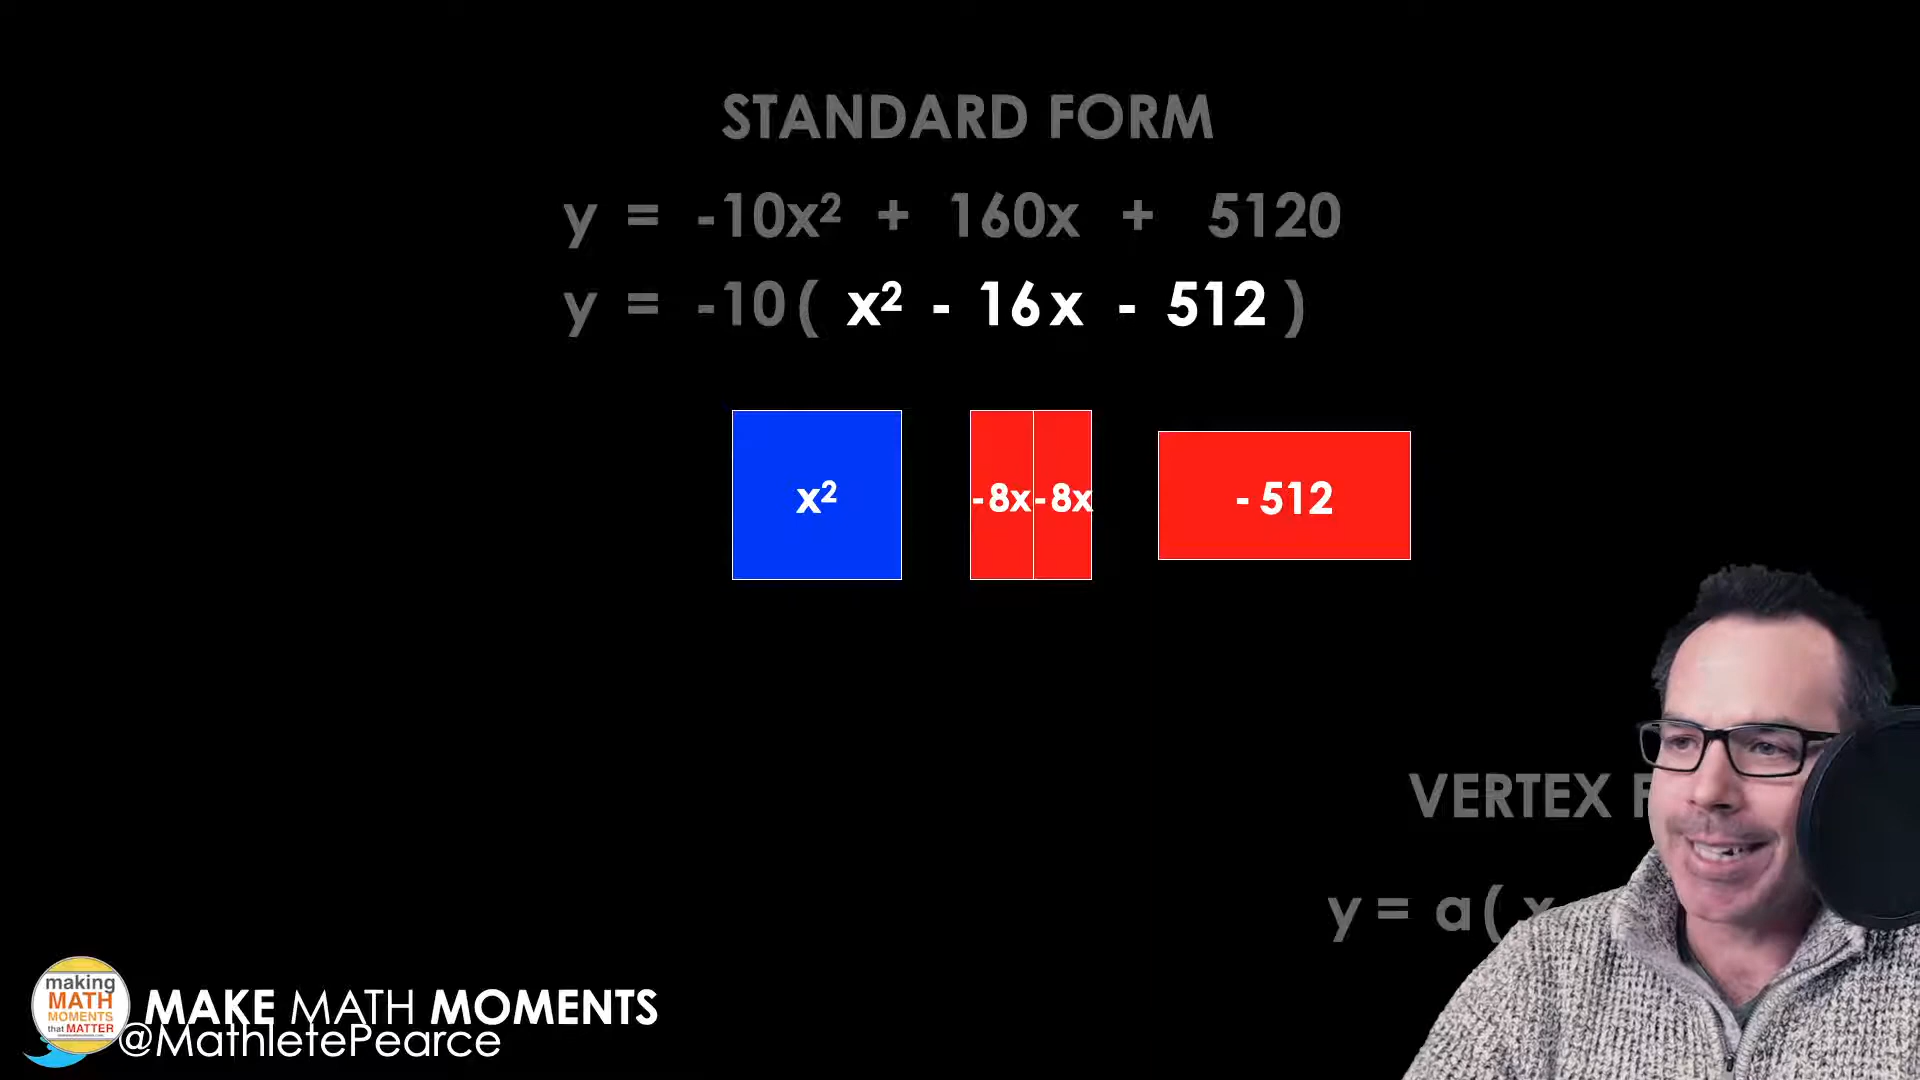 STANDARD FORM
y = -10x² + 160x + 5120
y = -10( x² - 16x - 512 )
x²
-8x
-8x
- 512
VERTEX
y = a( x
making
MATH
MOMENTS
that MATTER
MAKE MATH MOMENTS
@MathletePearce